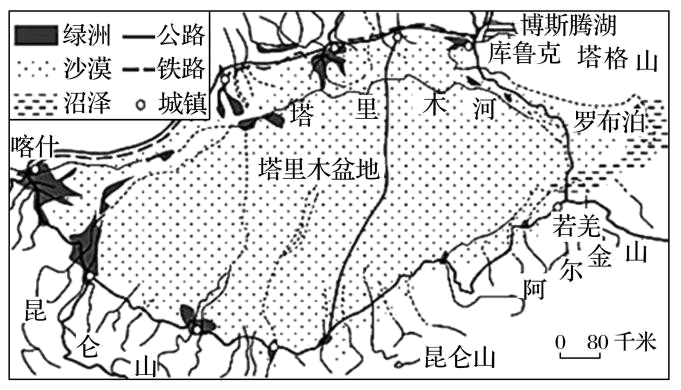 绿洲 公路
沙漠 铁路
沼泽 城镇
博斯腾湖
库鲁克塔格山
塔里木河
罗布泊
喀什
塔里木盆地
若羌
阿尔金山
昆仑山
昆仑山
0 80千米